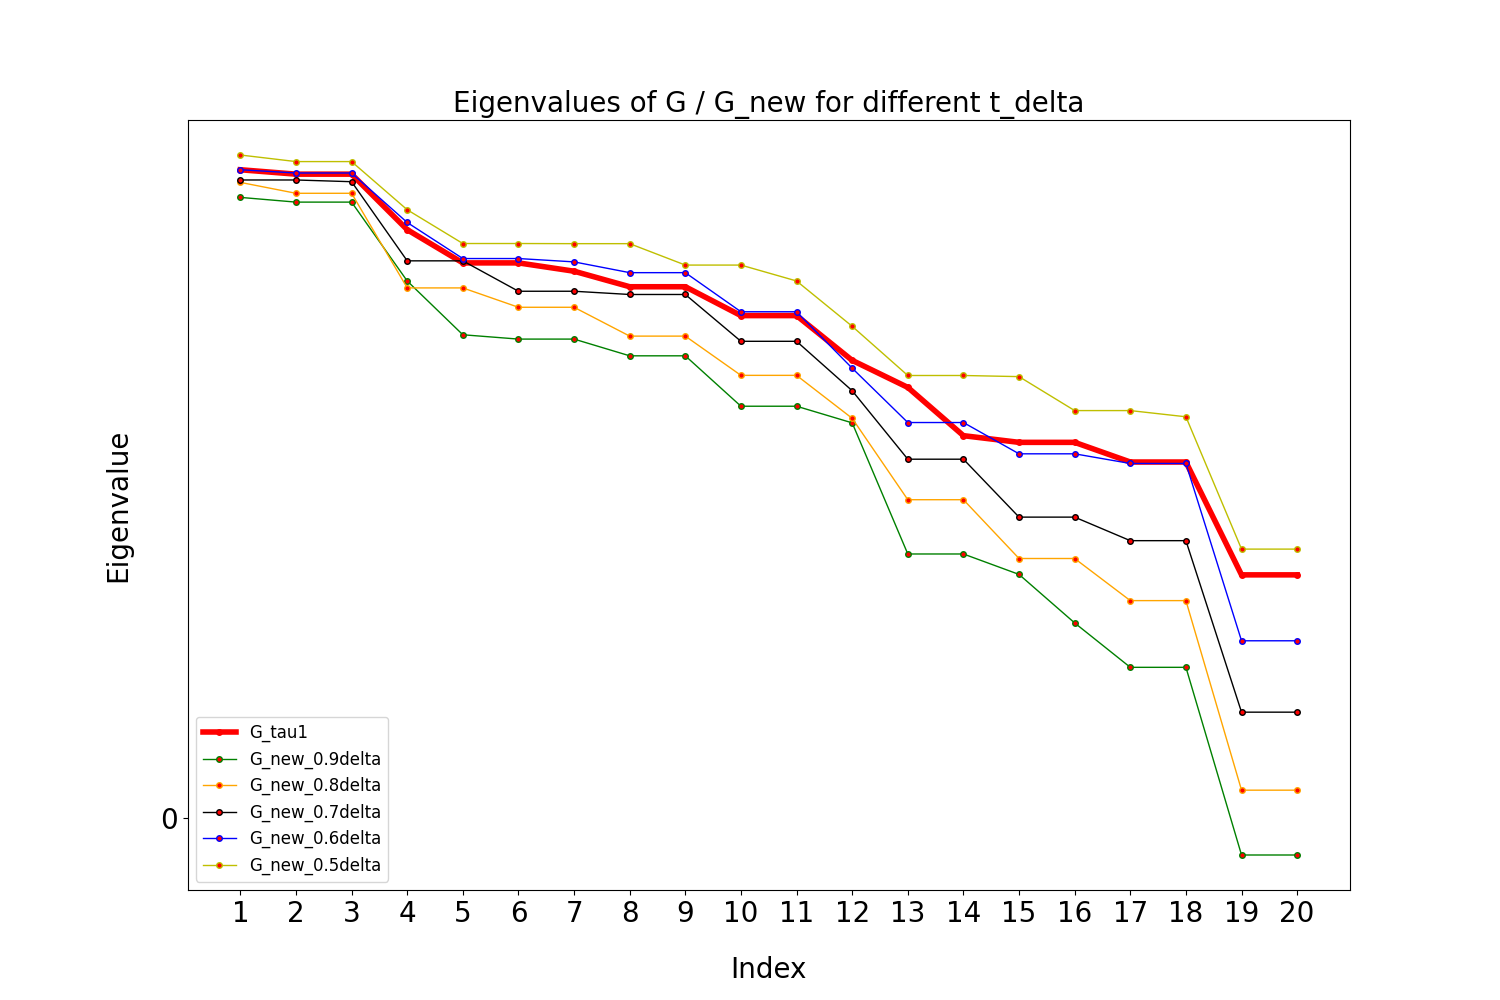 Eigenvalues of G / G_new for different t_delta
Eigenvalue
0
G_tau1
G_new_0.9delta
G_new_0.8delta
G_new_0.7delta
G_new_0.6delta
G_new_0.5delta
1 2 3 4 5 6 7 8 9 10 11 12 13 14 15 16 17 18 19 20
Index